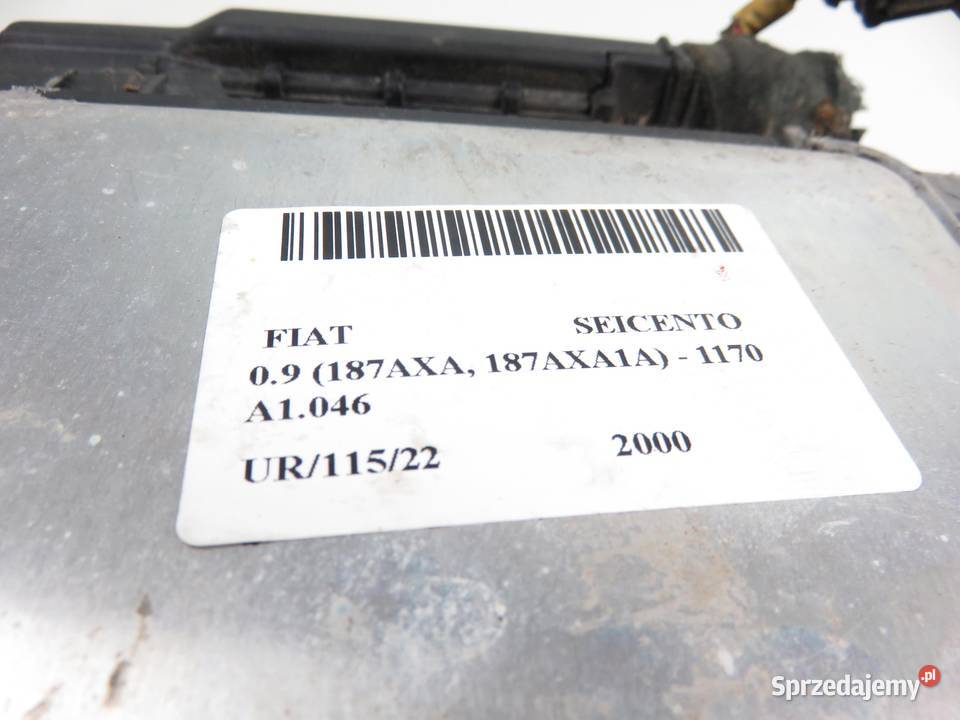 FIAT SEICENTO
0.9 (187AXA, 187AXA1A) - 1170
A1.046
UR/115/22 2000
Sprzedajemy.pl